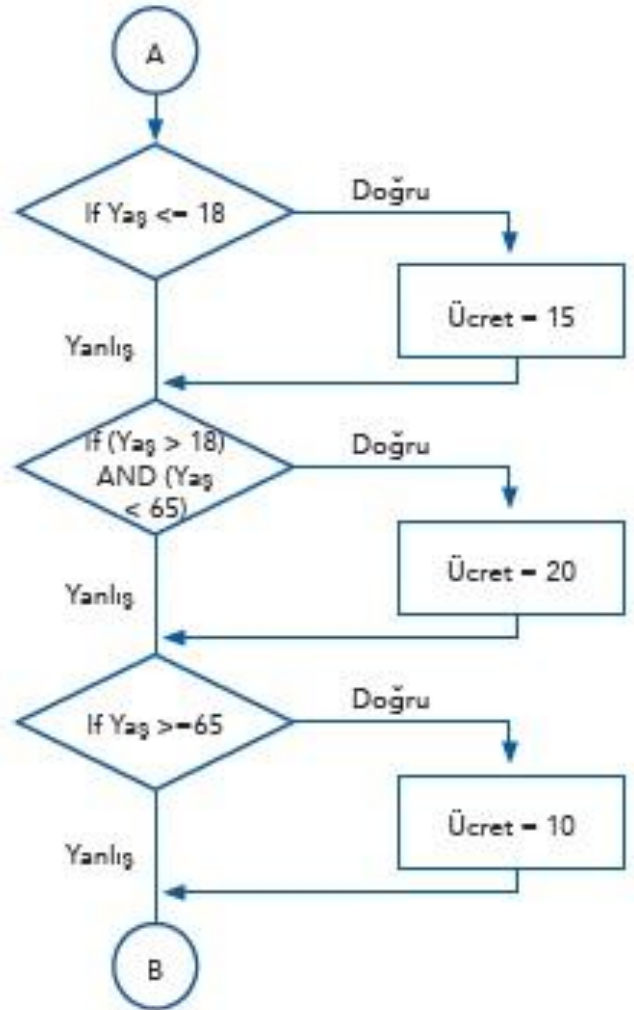 A
If Yaş <= 18
Doğru
Ücret = 15
Yanlış
If (Yaş > 18)
AND (Yaş
< 65)
Doğru
Ücret = 20
Yanlış
If Yaş >=65
Doğru
Ücret = 10
Yanlış
B